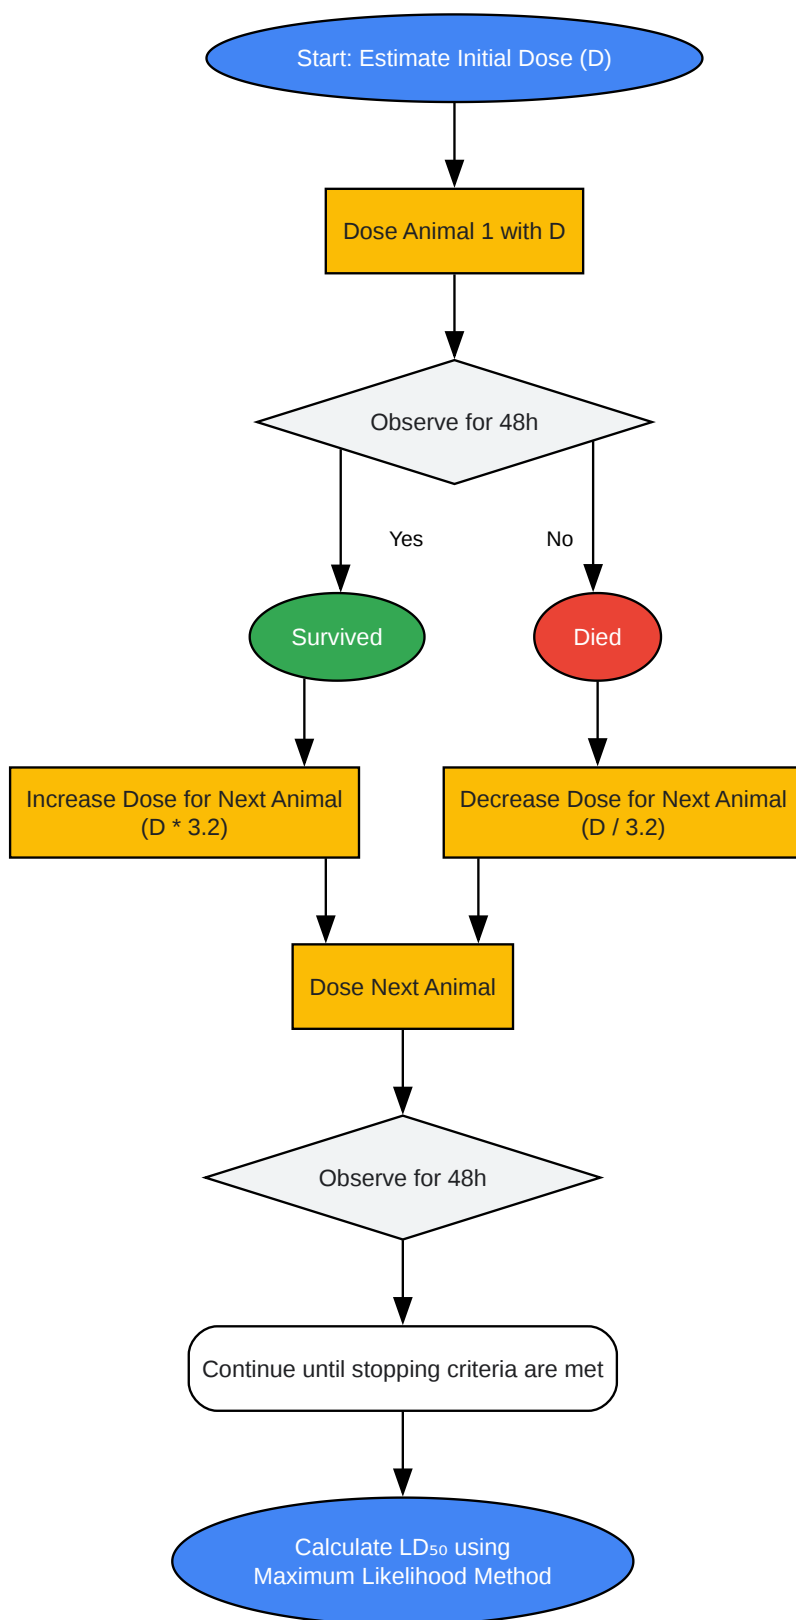 Start: Estimate Initial Dose (D)
Dose Animal 1 with D
Observe for 48h
Yes
No
Survived
Died
Increase Dose for Next Animal
(D * 3.2)
Decrease Dose for Next Animal
(D / 3.2)
Dose Next Animal
Observe for 48h
Continue until stopping criteria are met
Calculate LD₅₀ using
Maximum Likelihood Method